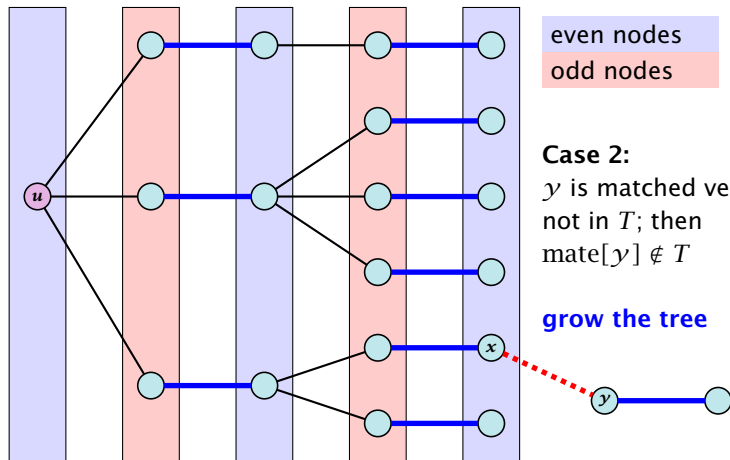 even nodes
odd nodes
u
Case 2:
y is matched ve
not in T; then
mate[y] ∉ T
grow the tree
x
y